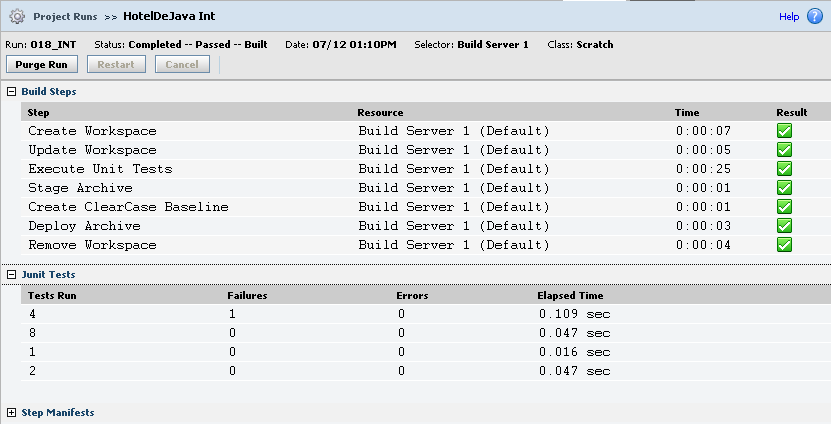 Project Runs >> HotelDeJava Int Help
Run: 018_INT Status: Completed -- Passed -- Built Date: 07/12 01:10PM Selector: Build Server 1 Class: Scratch
Purge Run Restart Cancel
Build Steps
Step Resource Time Result
Create Workspace Build Server 1 (Default) 0:00:07
Update Workspace Build Server 1 (Default) 0:00:05
Execute Unit Tests Build Server 1 (Default) 0:00:25
Stage Archive Build Server 1 (Default) 0:00:01
Create ClearCase Baseline Build Server 1 (Default) 0:00:01
Deploy Archive Build Server 1 (Default) 0:00:03
Remove Workspace Build Server 1 (Default) 0:00:04
Junit Tests
Tests Run Failures Errors Elapsed Time
4 1 0 0.109 sec
8 0 0 0.047 sec
1 0 0 0.016 sec
2 0 0 0.047 sec
Step Manifests